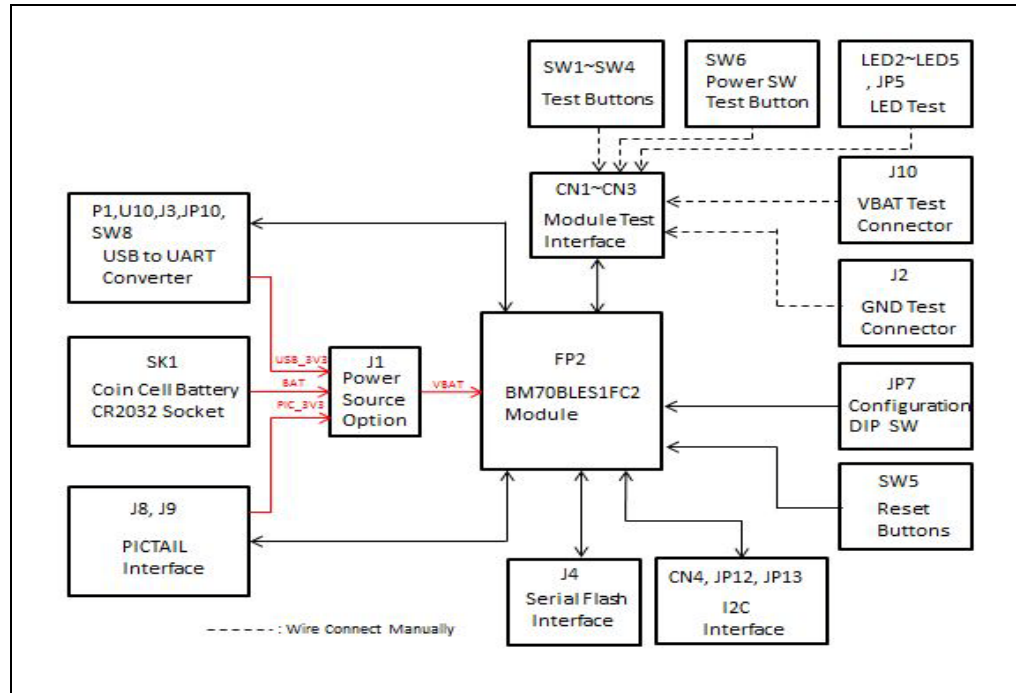 SW1~SW4
Test Buttons
SW6
Power SW
Test Button
LED2~LED5
, JP5
LED Test
CN1~CN3
Module Test
Interface
J10
VBAT Test
Connector
J2
GND Test
Connector
P1,U10,J3,JP10,
SW8
USB to UART
Converter
SK1
Coin Cell Battery
CR2032 Socket
J8, J9
PICTAIL
Interface
USB_3V3
BAT
PIC_3V3
J1
Power
Source
Option
VBAT
FP2
BM70BLES1FC2
Module
JP7
Configuration
DIP SW
SW5
Reset
Buttons
J4
Serial Flash
Interface
CN4, JP12, JP13
I2C
Interface
-----: Wire Connect Manually